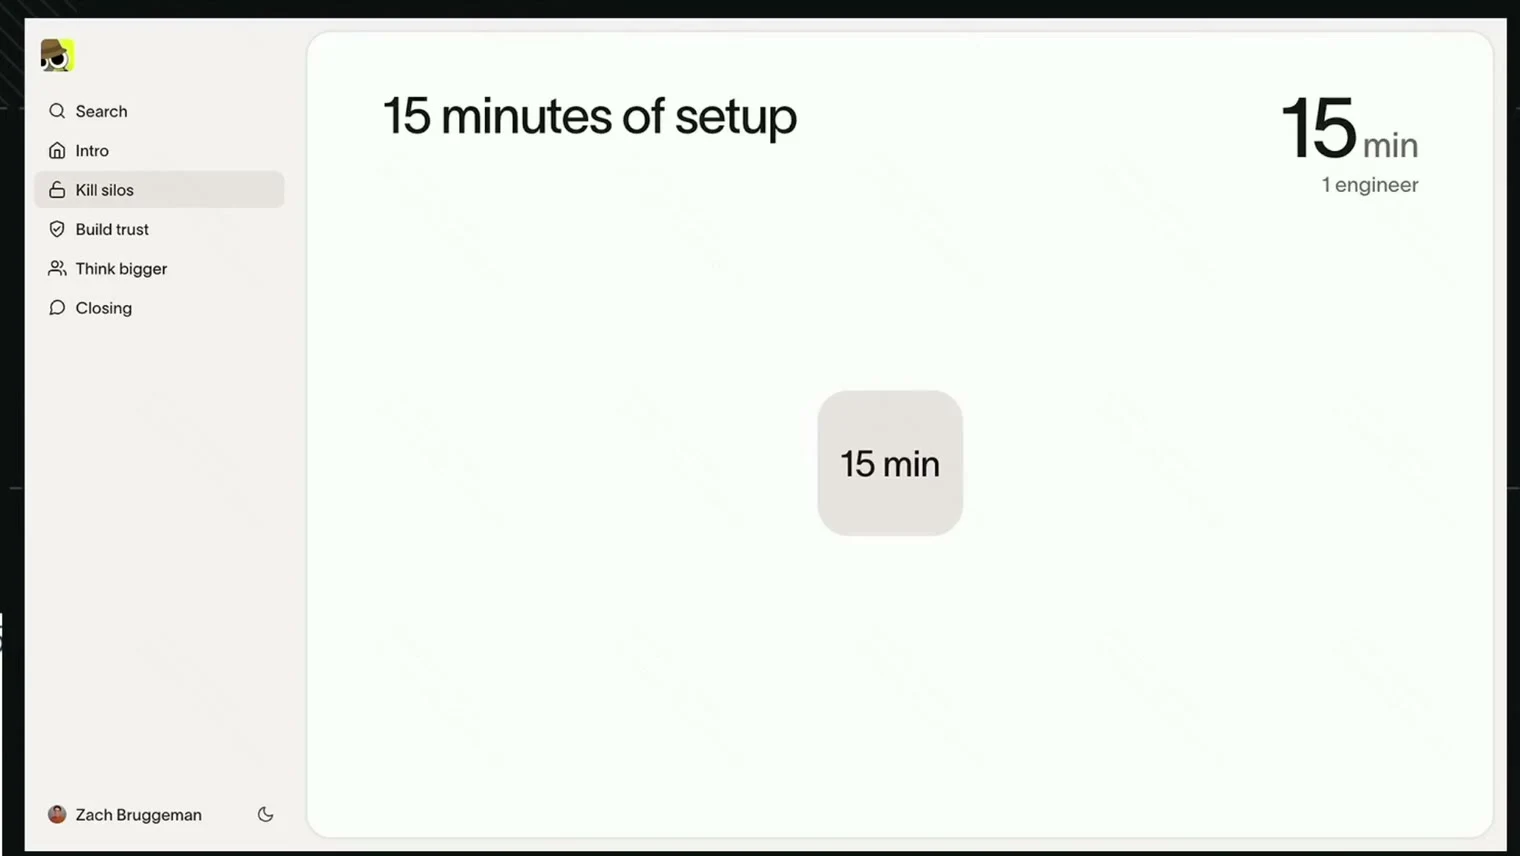 Search
Intro
Kill silos
Build trust
Think bigger
Closing
Zach Bruggeman
15 minutes of setup
15 min
1 engineer
15 min